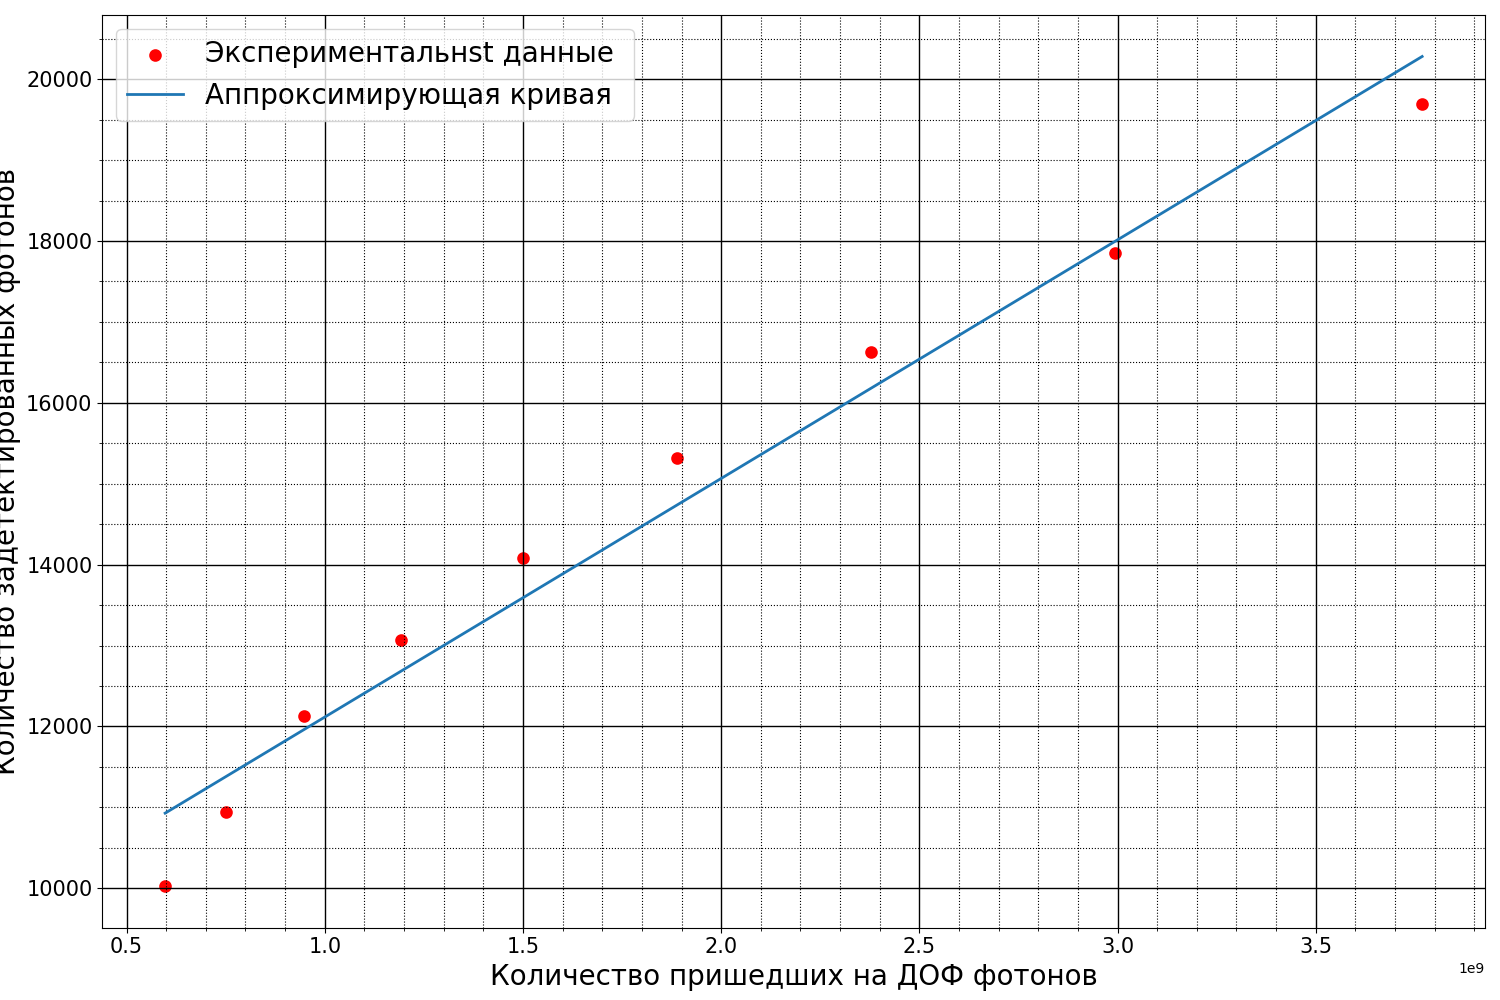 Экспериментальнst данные
Аппроксимирующая кривая
Количество задетектированных фотонов
20000
18000
16000
14000
12000
10000
0.5 1.0 1.5 2.0 2.5 3.0 3.5
1e9
Количество пришедших на ДОФ фотонов